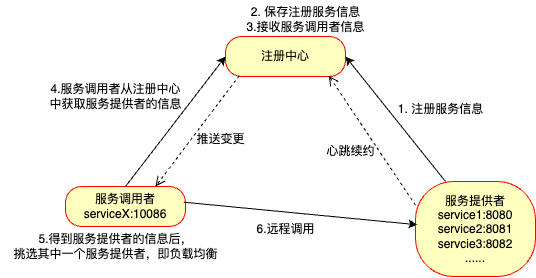 2. 保存注册服务信息
3.接收服务调用者信息
注册中心
4.服务调用者从注册中心
中获取服务提供者的信息
1. 注册服务信息
推送变更
心跳续约
服务调用者
serviceX:10086
服务提供者
service1:8080
service2:8081
servcie3:8082
......
6.远程调用
5.得到服务提供者的信息后，
挑选其中一个服务提供者，即负载均衡